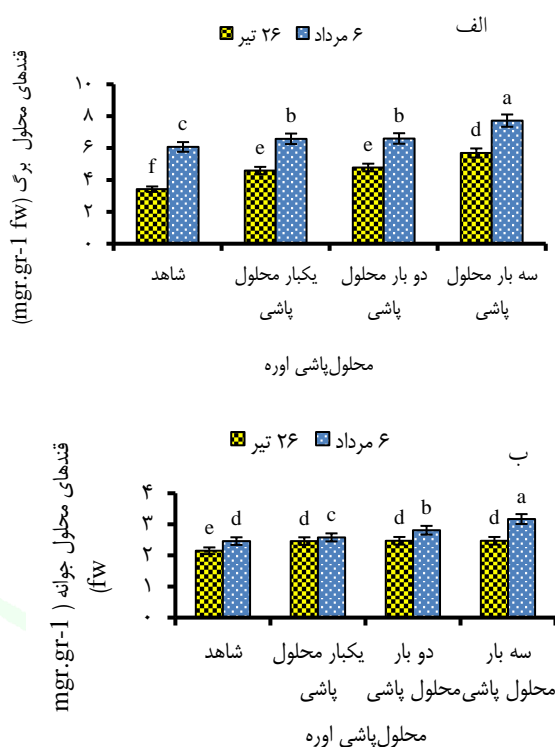 الف
۲۶ تیر
۶ مرداد
قندهای محلول برگ (mgr.gr-1 fw)
۱۰
۸
۶
۴
۲
۰
f
c
e
b
e
b
d
a
شاهد
یکبار محلول پاشی
دو بار محلول پاشی
سه بار محلول پاشی
محلول‌پاشی اوره
ب
۲۶ تیر
۶ مرداد
قندهای محلول جوانه ( mgr.gr-1 fw)
۴
۳
۲
۱
۰
e
d
d
c
d
b
d
a
شاهد
یکبار محلول پاشی
دو بار محلول پاشی
سه بار محلول پاشی
محلول‌پاشی اوره